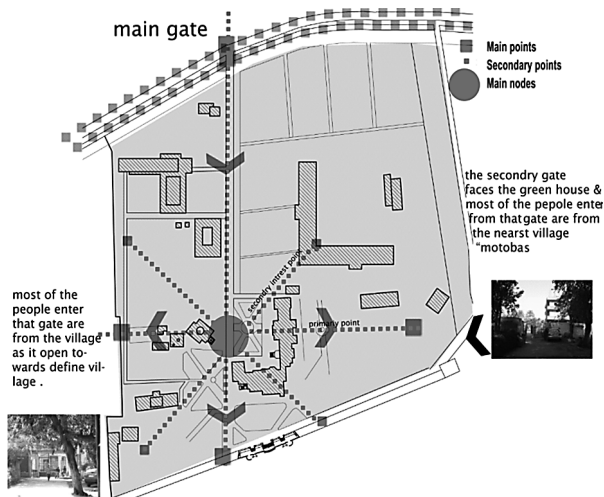 main gate
Main points
Secondary points
Main nodes
the secondry gate
faces the green house &
most of the pepole enter
from thatgate are from
the nearst village
"motobas
secondry intrest point
primary point
most of the
people enter
that gate are
from the village
as it open to-
wards define vil-
lage .